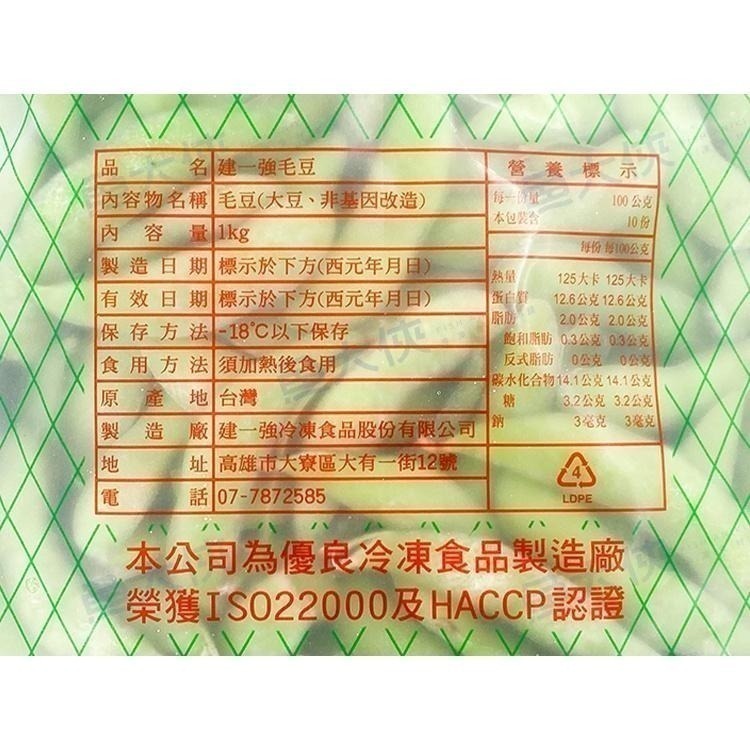 品名 建一強毛豆
內容物名稱 毛豆(大豆、非基因改造)
內容量 1kg
製造日期 標示於下方(西元年月日)
有效日期 標示於下方(西元年月日)
保存方法 -18℃以下保存
食用方法 須加熱後食用
原產地 台灣
製造廠 建一強冷凍食品股份有限公司
地址 高雄市大寮區大有一街12號
電話 07-7872585
營養標示
每一份量 100公克
本包裝含 10份
每份 每100公克
熱量 125大卡 125大卡
蛋白質 12.6公克 12.6公克
脂肪 2.0公克 2.0公克
飽和脂肪 0.3公克 0.3公克
反式脂肪 0公克 0公克
碳水化合物 14.1公克 14.1公克
糖 3.2公克 3.2公克
鈉 3毫克 3毫克
4
LDPE
本公司為優良冷凍食品製造廠
榮獲ISO22000及HACCP認證